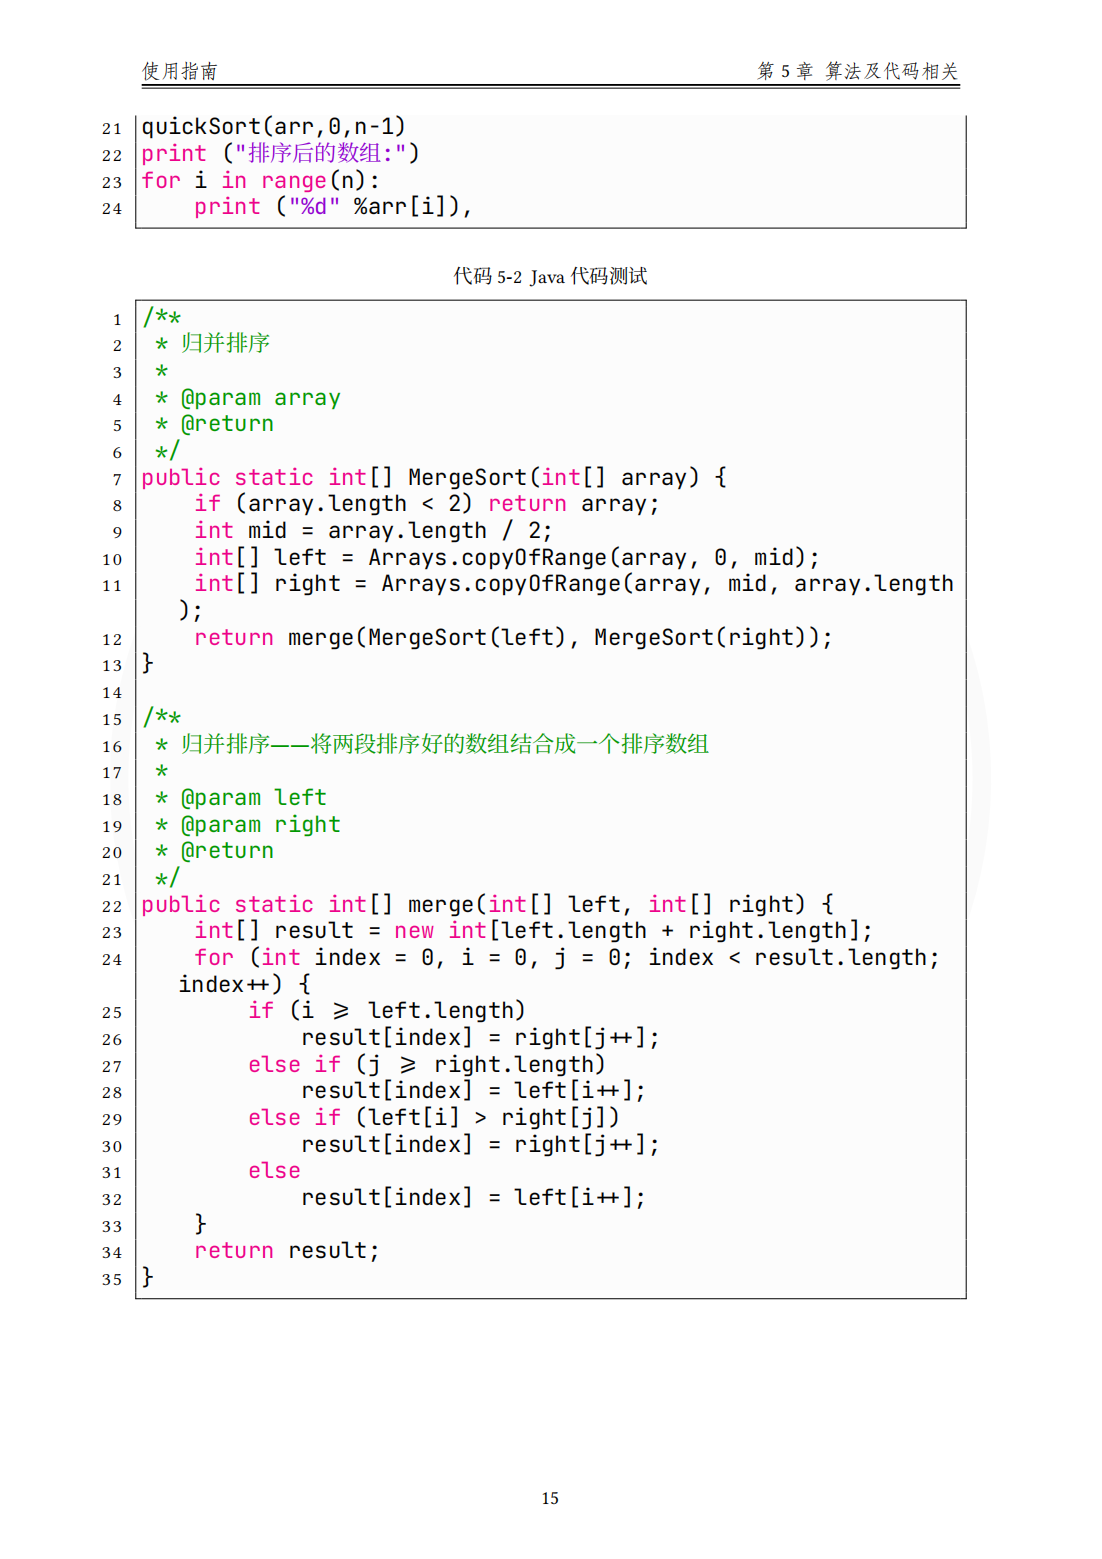 使用指南 第 5 章 算法及代码相关
21 quickSort(arr,0,n-1)
22 print ("排序后的数组:")
23 for i in range(n):
24     print ("%d" %arr[i]),
代码 5-2 Java 代码测试
1 /**
2  * 归并排序
3  *
4  * @param array
5  * @return
6  */
7 public static int[] MergeSort(int[] array) {
8     if (array.length < 2) return array;
9     int mid = array.length / 2;
10     int[] left = Arrays.copyOfRange(array, 0, mid);
11     int[] right = Arrays.copyOfRange(array, mid, array.length
);
12     return merge(MergeSort(left), MergeSort(right));
13 }
14
15 /**
16  * 归并排序——将两段排序好的数组结合成一个排序数组
17  *
18  * @param left
19  * @param right
20  * @return
21  */
22 public static int[] merge(int[] left, int[] right) {
23     int[] result = new int[left.length + right.length];
24     for (int index = 0, i = 0, j = 0; index < result.length;
index++) {
25         if (i >= left.length)
26             result[index] = right[j++];
27         else if (j >= right.length)
28             result[index] = left[i++];
29         else if (left[i] > right[j])
30             result[index] = right[j++];
31         else
32             result[index] = left[i++];
33     }
34     return result;
35 }
15